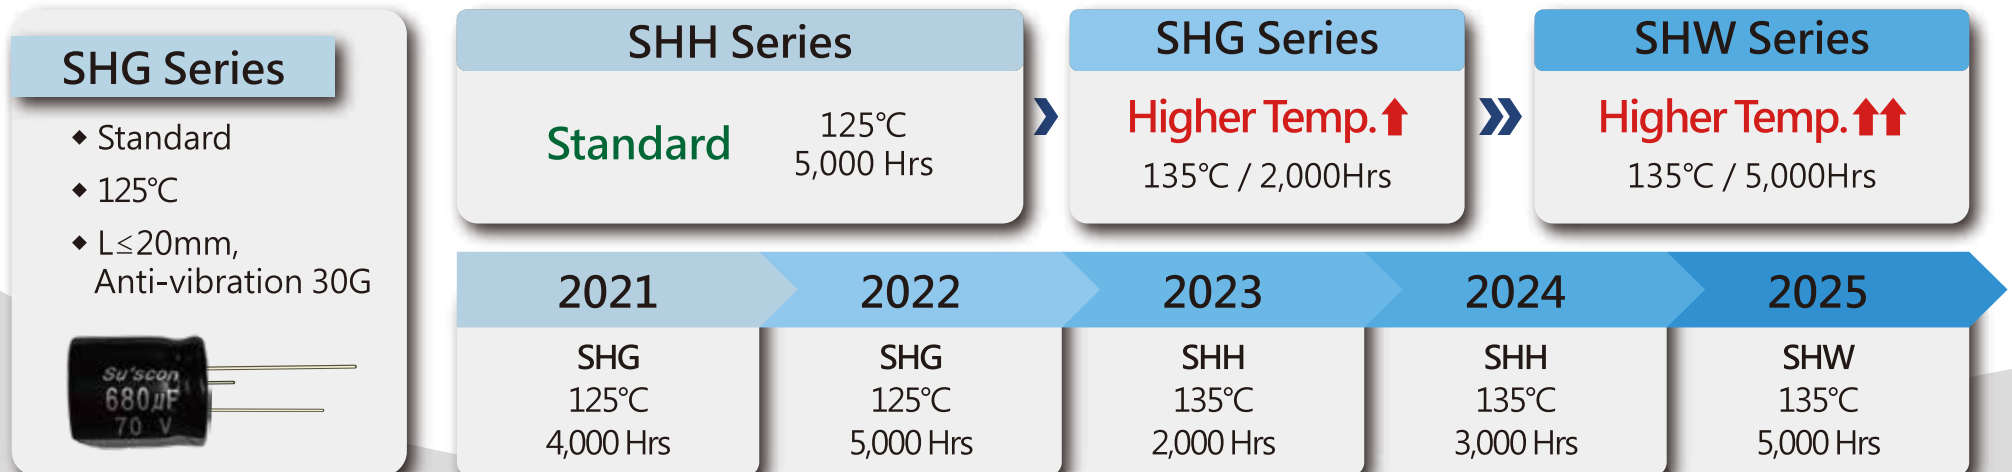 SHG Series
◆ Standard
◆ 125℃
◆ L≤20mm,
Anti-vibration 30G
Su'scon
680μF
70 V
SHH Series
Standard
125℃
5,000 Hrs
SHG Series
Higher Temp.
135℃ / 2,000Hrs
SHW Series
Higher Temp.
135℃ / 5,000Hrs
2021
SHG
125℃
4,000 Hrs
2022
SHG
125℃
5,000 Hrs
2023
SHH
135℃
2,000 Hrs
2024
SHH
135℃
3,000 Hrs
2025
SHW
135℃
5,000 Hrs